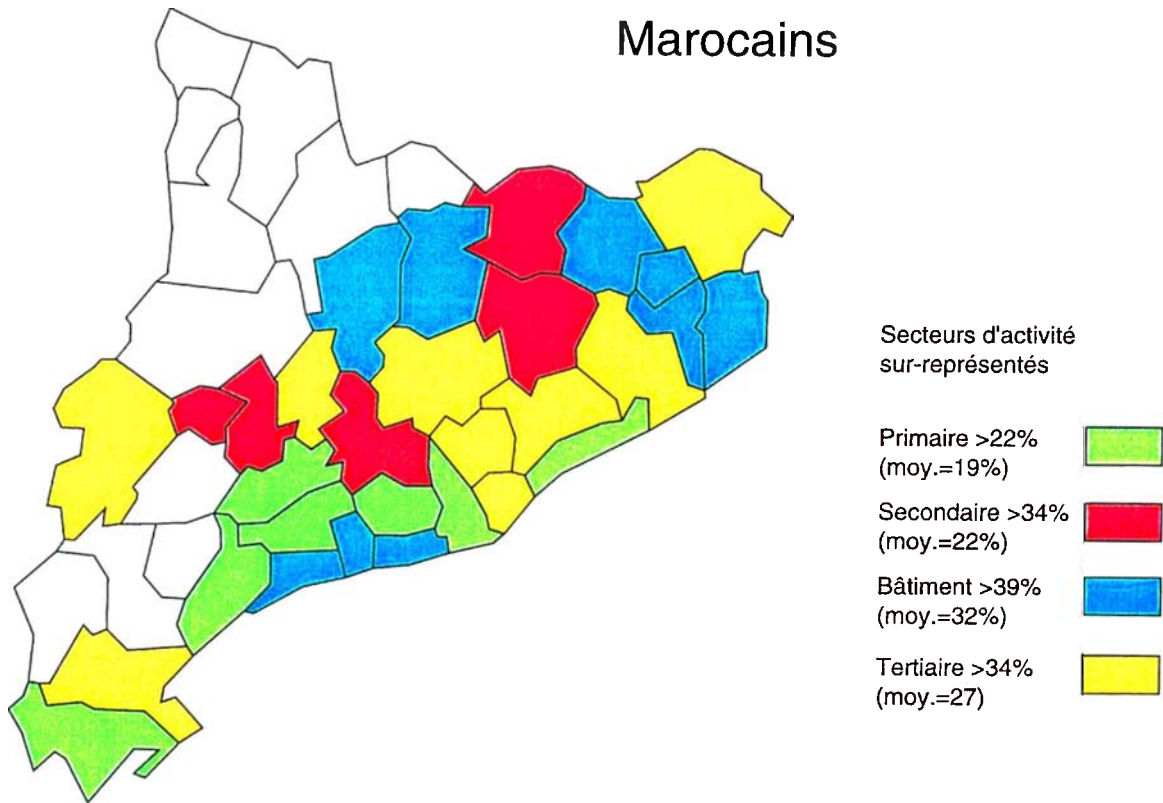 Marocains
Secteurs d'activité
sur-représentés
Primaire >22%
(moy.=19%)
Secondaire >34%
(moy.=22%)
Bâtiment >39%
(moy.=32%)
Tertiaire >34%
(moy.=27)